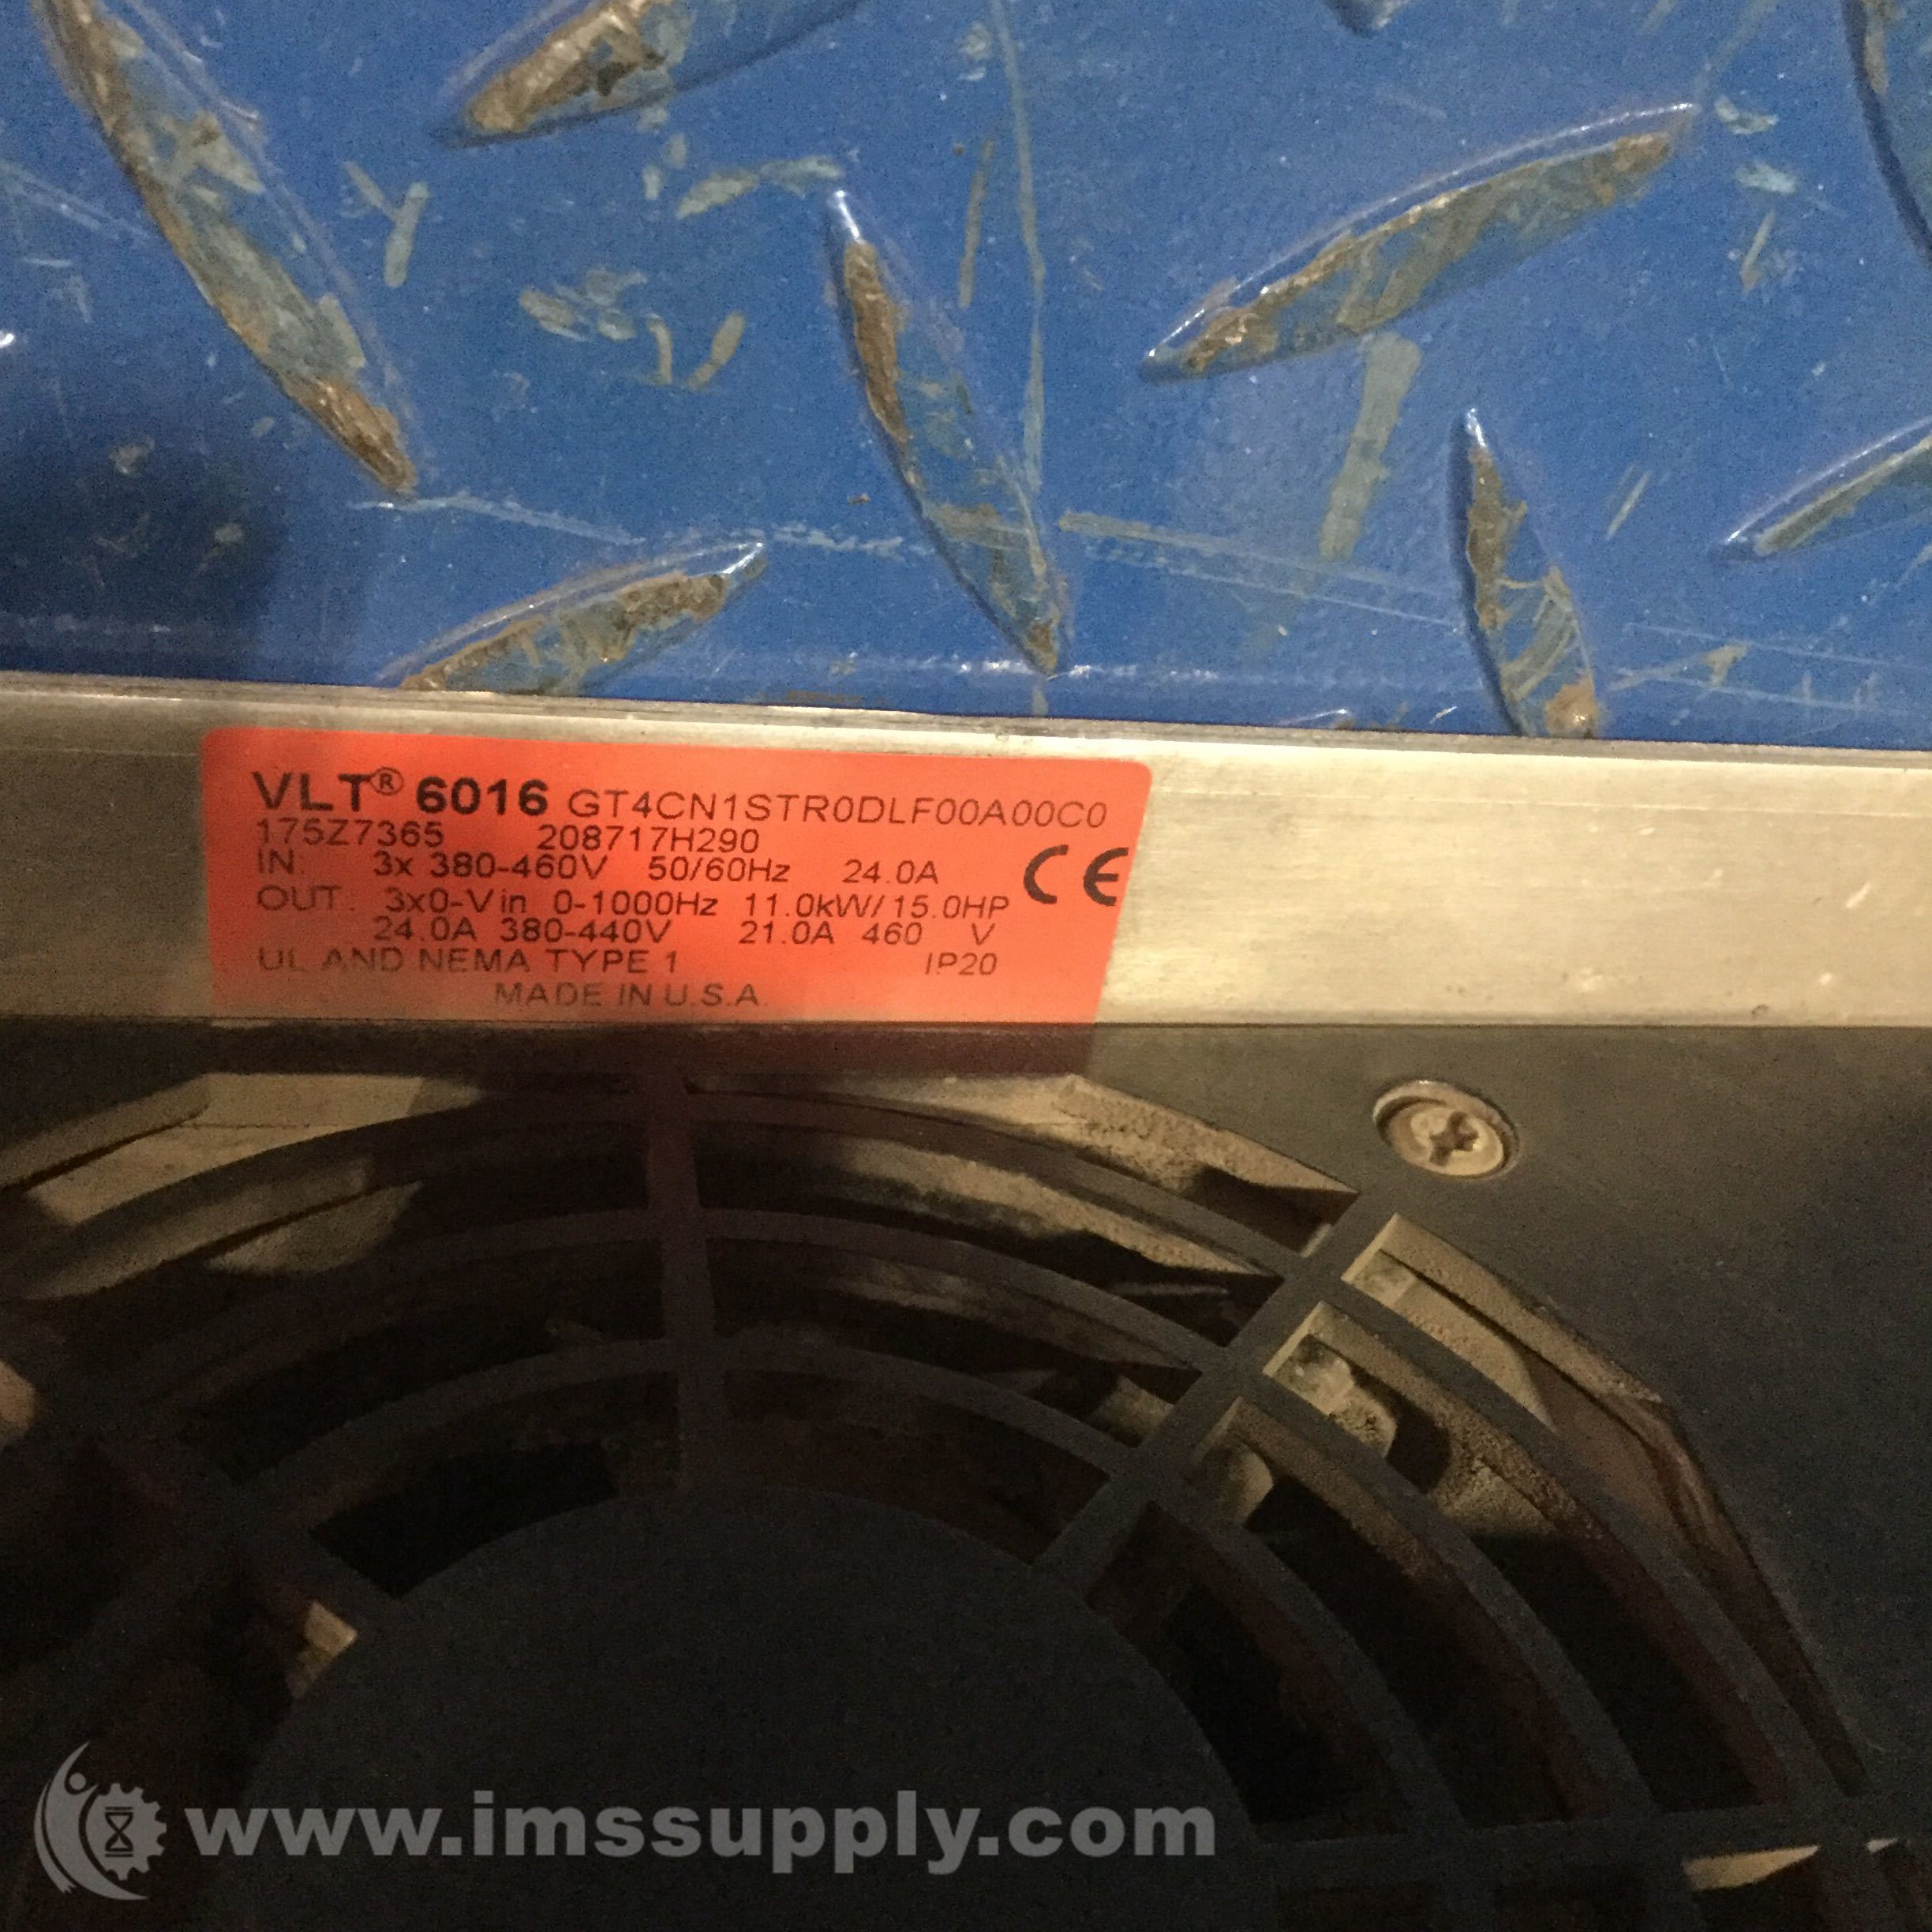 VLT® 6016 GT4CN1STR0DLF00A00C0
175Z7365 208717H290
IN: 3x 380-460V 50/60Hz 24.0A
OUT: 3x0-Vin 0-1000Hz 11.0kW/15.0HP
24.0A 380-440V 21.0A 460 V
CE
UL AND NEMA TYPE 1 IP20
MADE IN U.S.A.
www.imssupply.com